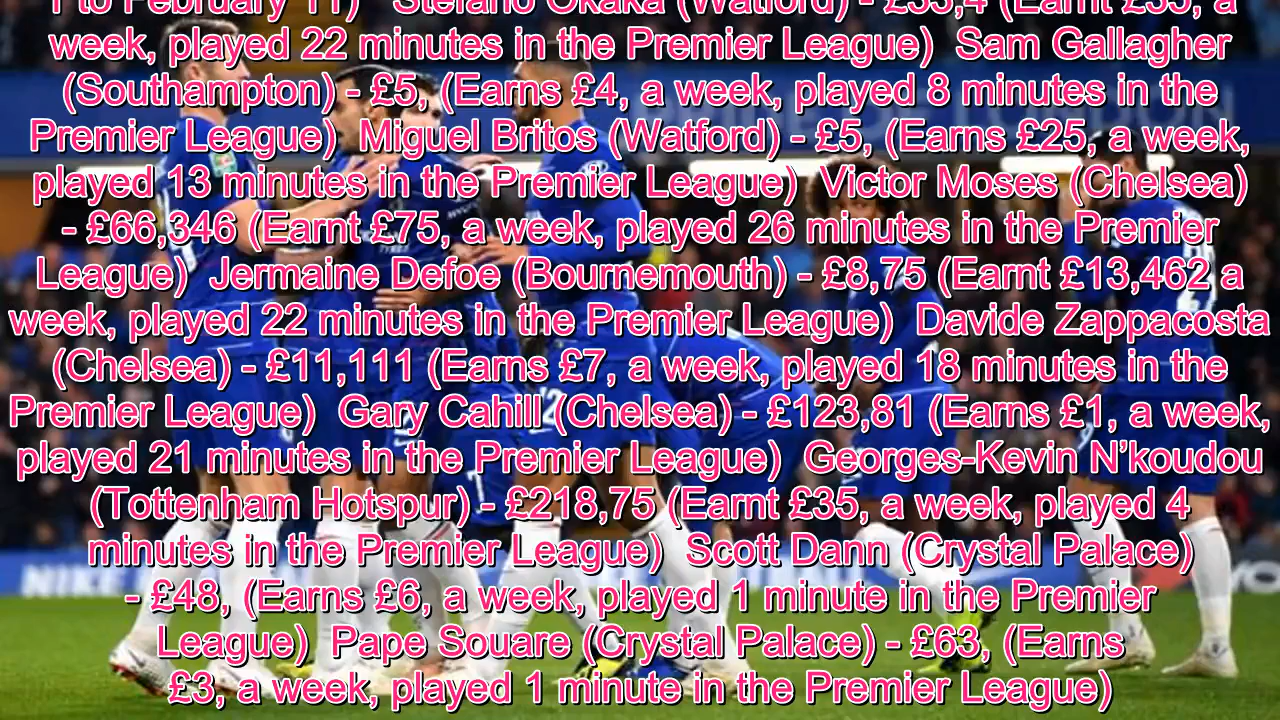 1 to February 11) Stefano Okaka (Watford) - £33,4 (Earnt £35, a
week, played 22 minutes in the Premier League) Sam Gallagher
(Southampton) - £5, (Earns £4, a week, played 8 minutes in the
Premier League) Miguel Britos (Watford) - £5, (Earns £25, a week,
played 13 minutes in the Premier League) Victor Moses (Chelsea)
- £66,346 (Earnt £75, a week, played 26 minutes in the Premier
League) Jermaine Defoe (Bournemouth) - £8,75 (Earnt £13,462 a
week, played 22 minutes in the Premier League) Davide Zappacosta
(Chelsea) - £11,111 (Earns £7, a week, played 18 minutes in the
Premier League) Gary Cahill (Chelsea) - £123,81 (Earns £1, a week,
played 21 minutes in the Premier League) Georges-Kevin N’koudou
(Tottenham Hotspur) - £218,75 (Earnt £35, a week, played 4
minutes in the Premier League) Scott Dann (Crystal Palace)
- £48, (Earns £6, a week, played 1 minute in the Premier
League) Pape Souare (Crystal Palace) - £63, (Earns
£3, a week, played 1 minute in the Premier League)
NIKE